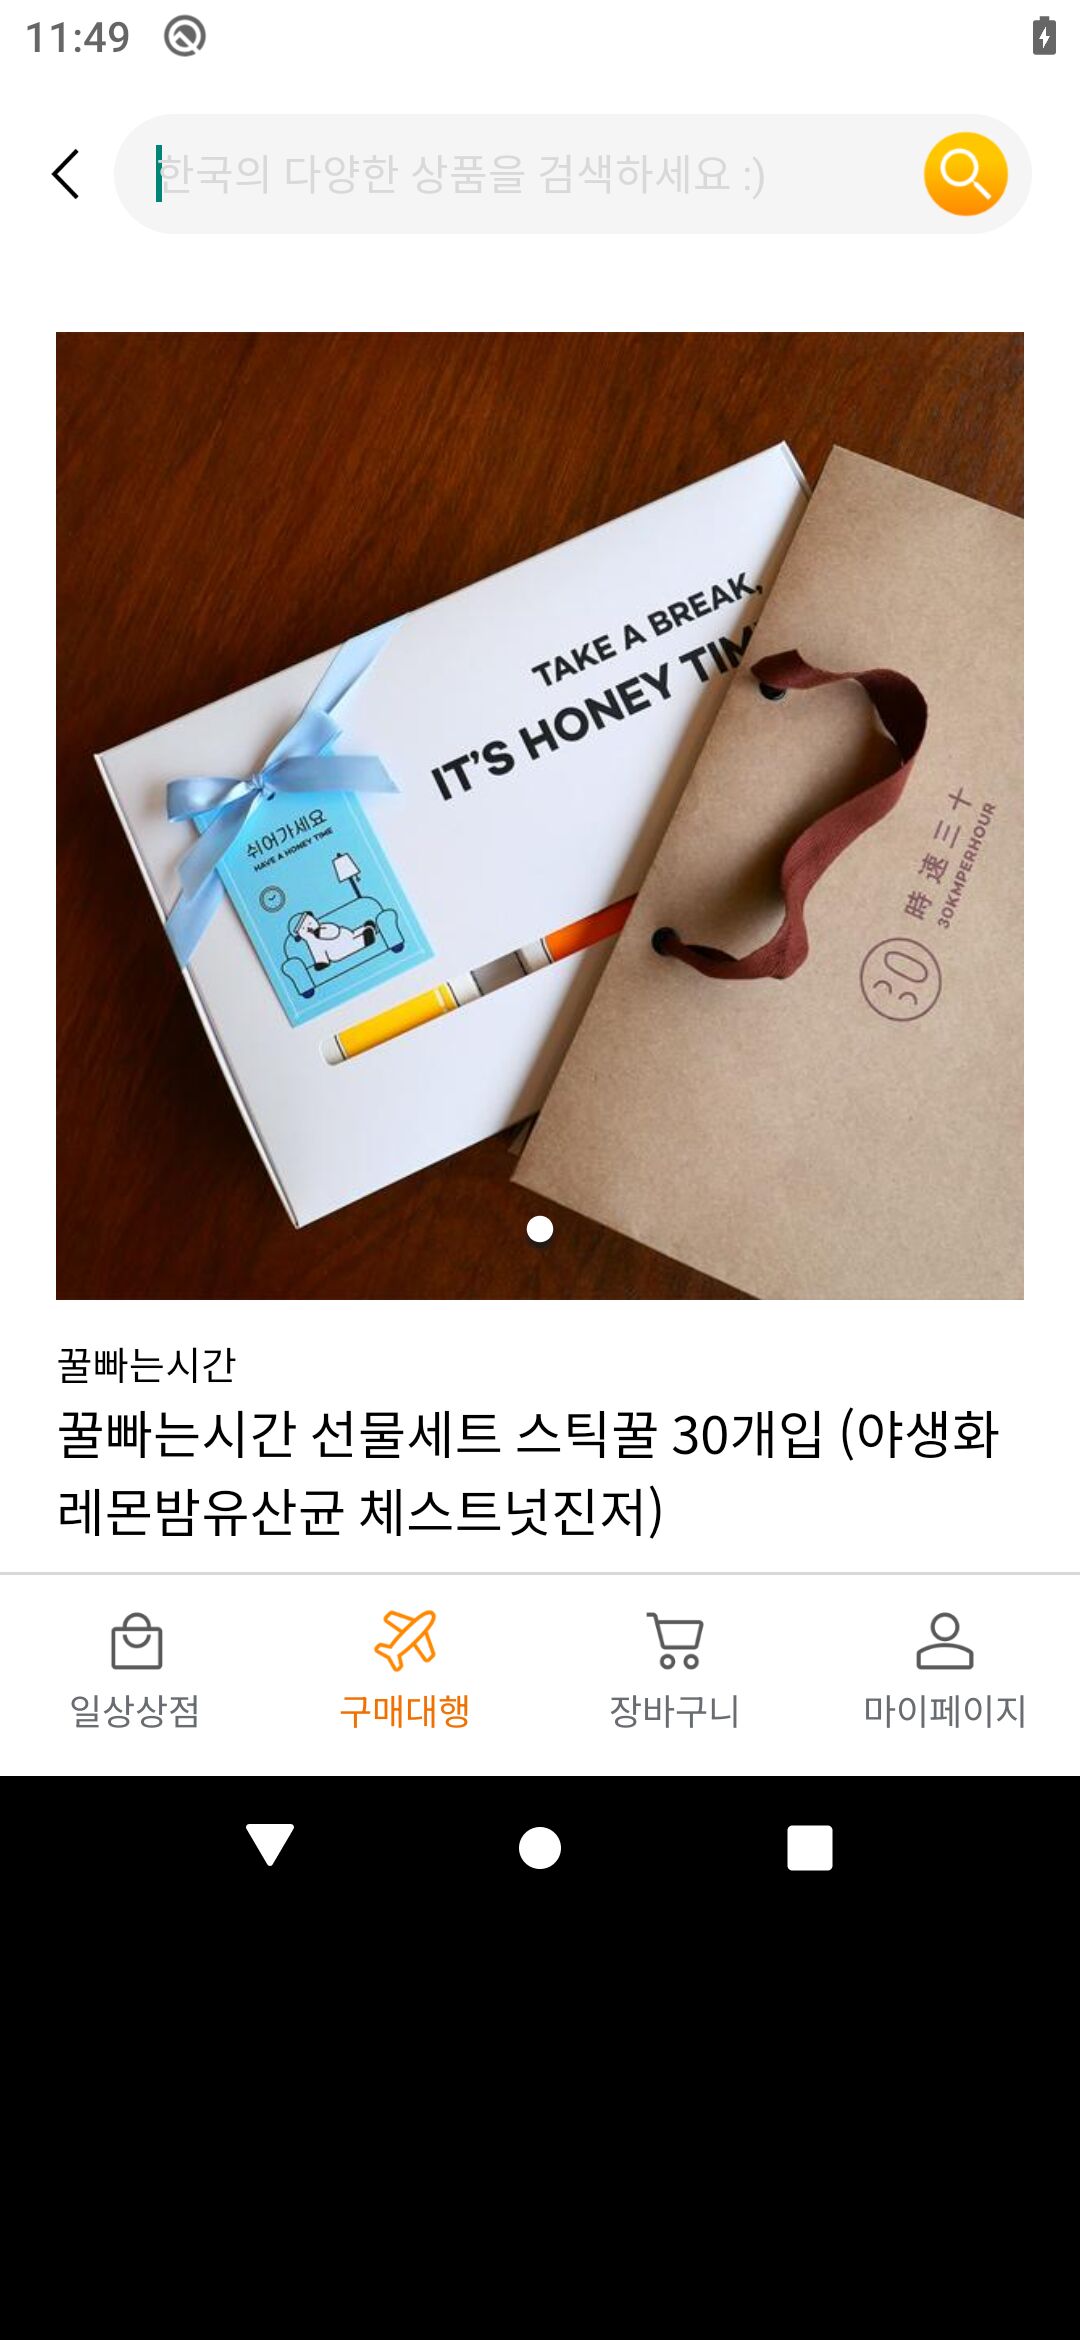 11:49
한국의 다양한 상품을 검색하세요 :)
TAKE A BREAK,
IT'S HONEY TIM
쉬어가세요
HAVE A HONEY TIME
時速三十
30KMPERHOUR
30
꿀빠는시간
꿀빠는시간 선물세트 스틱꿀 30개입 (야생화
레몬밤유산균 체스트넛진저)
일상상점
구매대행
장바구니
마이페이지